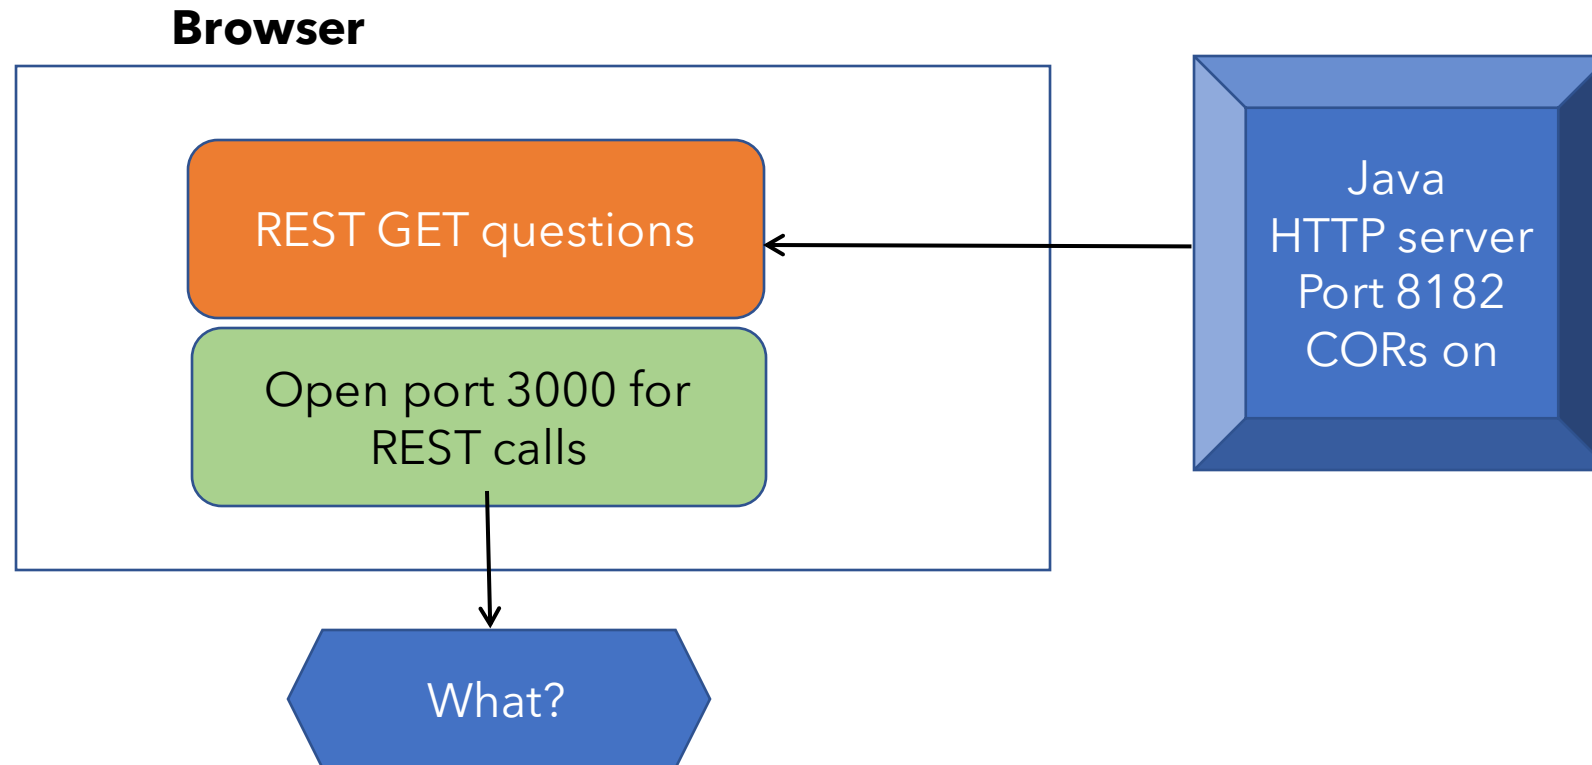 Browser
REST GET questions
Open port 3000 for
REST calls
What?
Java
HTTP server
Port 8182
CORs on